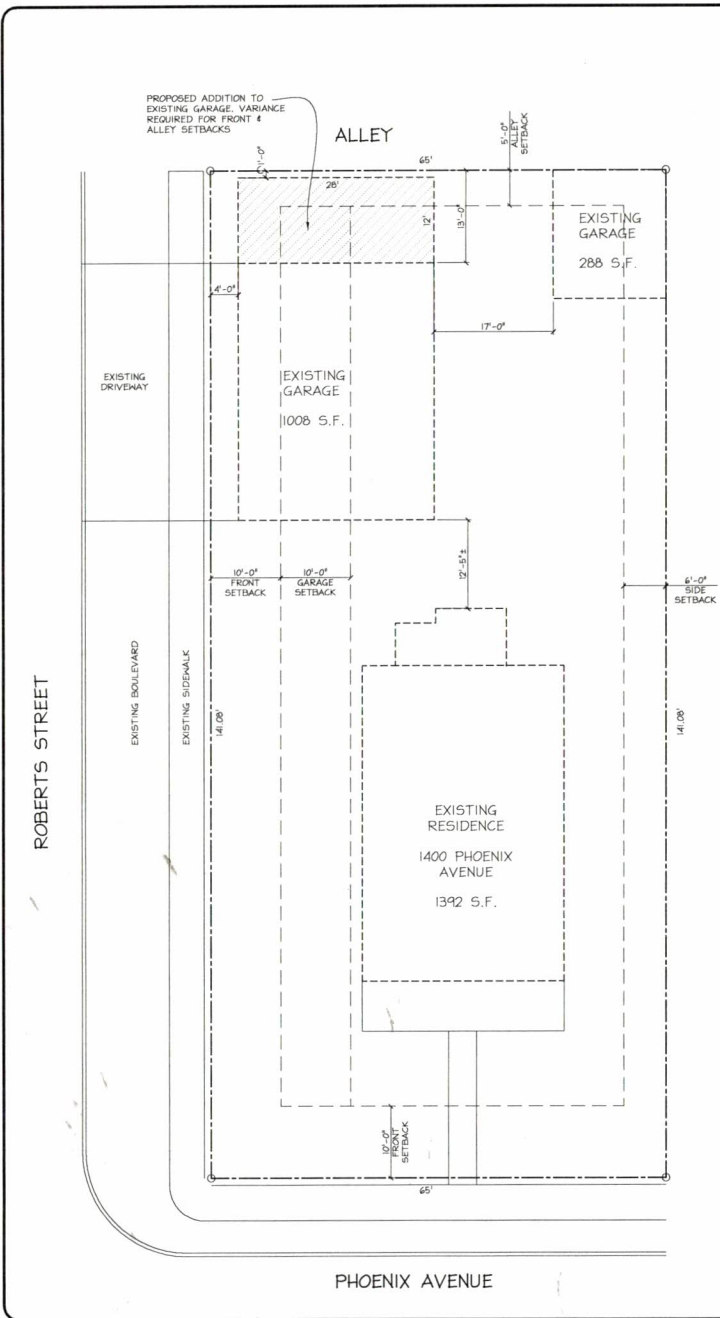 PROPOSED ADDITION TO
EXISTING GARAGE. VARIANCE
REQUIRED FOR FRONT &
ALLEY SETBACKS
ALLEY
5'-0"
ALLEY
SETBACK
65'
1'-0"
28'
12'
13'-0"
EXISTING
GARAGE
288 S.F.
4'-0"
17'-0"
EXISTING
DRIVEWAY
EXISTING
GARAGE
1008 S.F.
12'-5"±
10'-0"
FRONT
SETBACK
10'-0"
GARAGE
SETBACK
6'-0"
SIDE
SETBACK
ROBERTS STREET
EXISTING BOULEVARD
EXISTING SIDEWALK
141.08'
141.08'
EXISTING
RESIDENCE
1400 PHOENIX
AVENUE
1392 S.F.
10'-0"
FRONT
SETBACK
65'
PHOENIX AVENUE